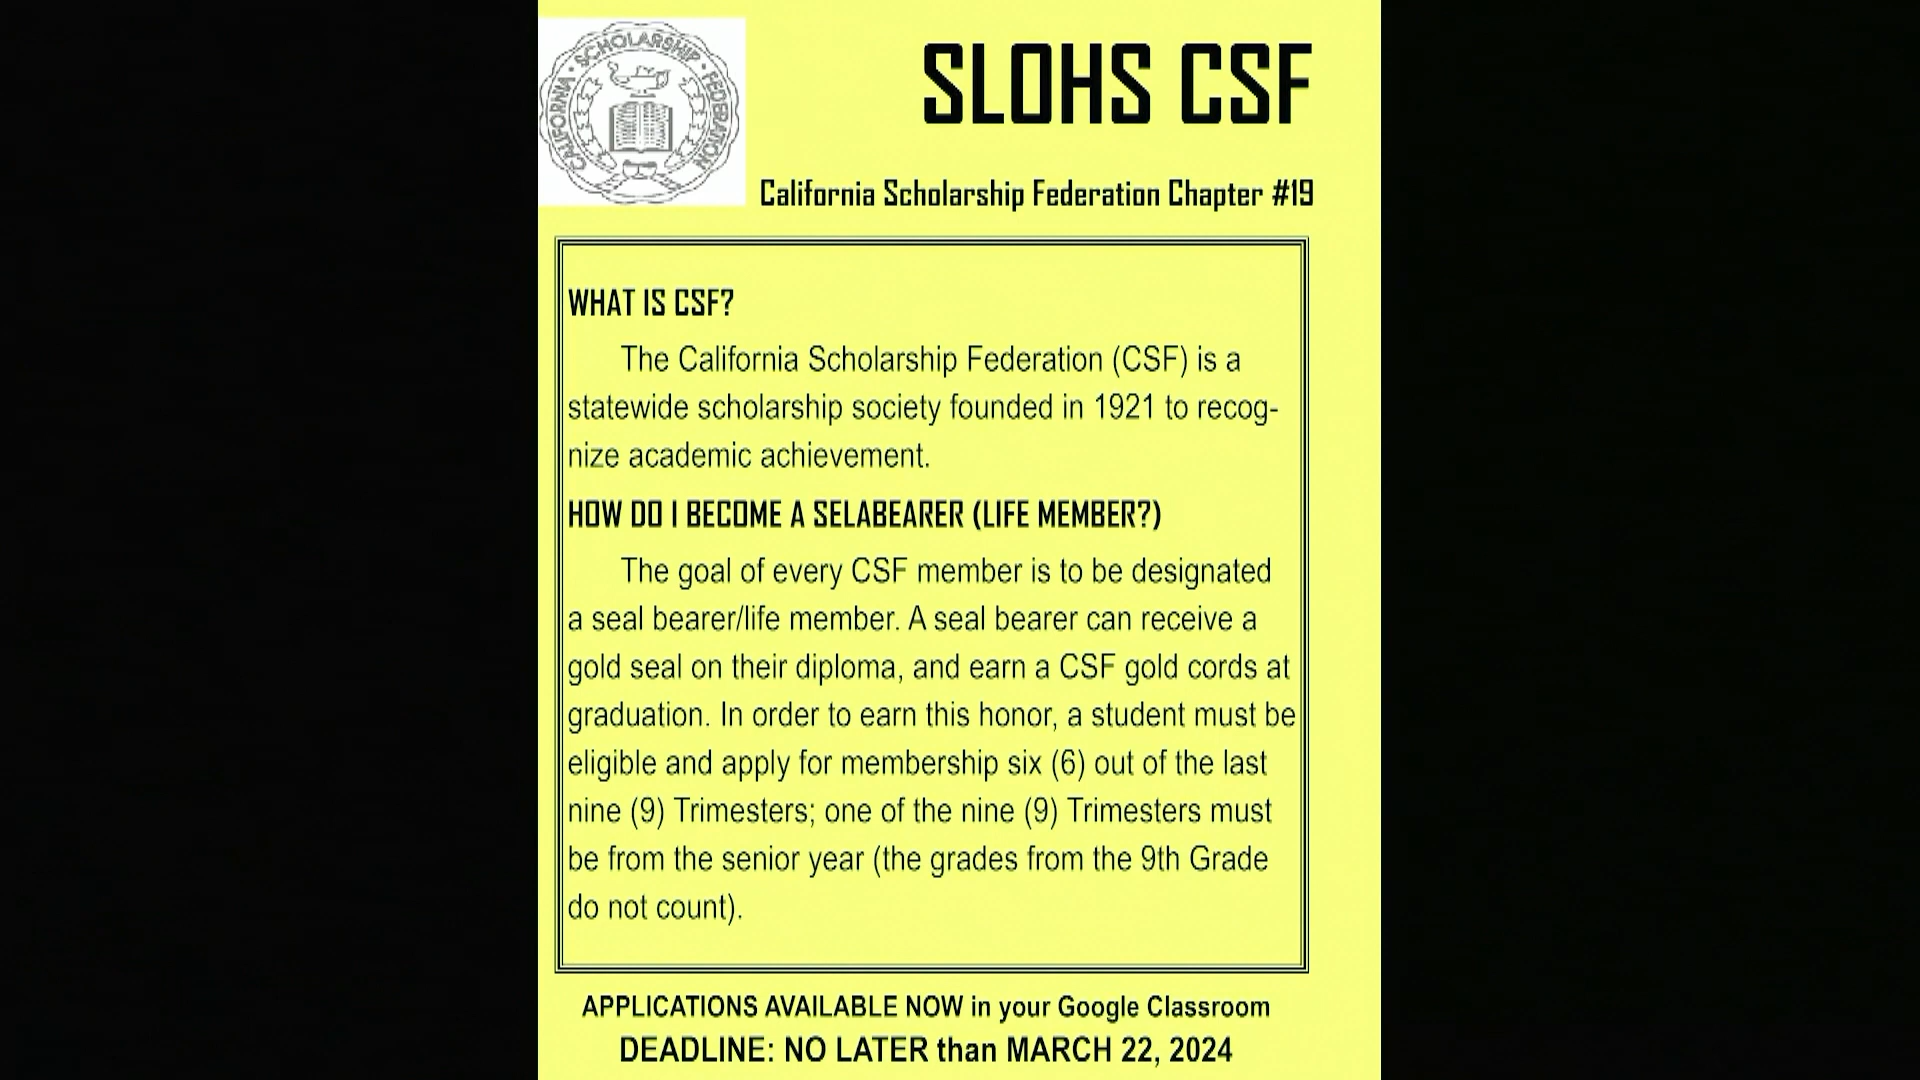 CALIFORNIA · SCHOLARSHIP · FEDERATION
SLOHS CSF
California Scholarship Federation Chapter #19
WHAT IS CSF?
The California Scholarship Federation (CSF) is a
statewide scholarship society founded in 1921 to recog-
nize academic achievement.
HOW DO I BECOME A SELABEARER (LIFE MEMBER?)
The goal of every CSF member is to be designated
a seal bearer/life member. A seal bearer can receive a
gold seal on their diploma, and earn a CSF gold cords at
graduation. In order to earn this honor, a student must be
eligible and apply for membership six (6) out of the last
nine (9) Trimesters; one of the nine (9) Trimesters must
be from the senior year (the grades from the 9th Grade
do not count).
APPLICATIONS AVAILABLE NOW in your Google Classroom
DEADLINE: NO LATER than MARCH 22, 2024